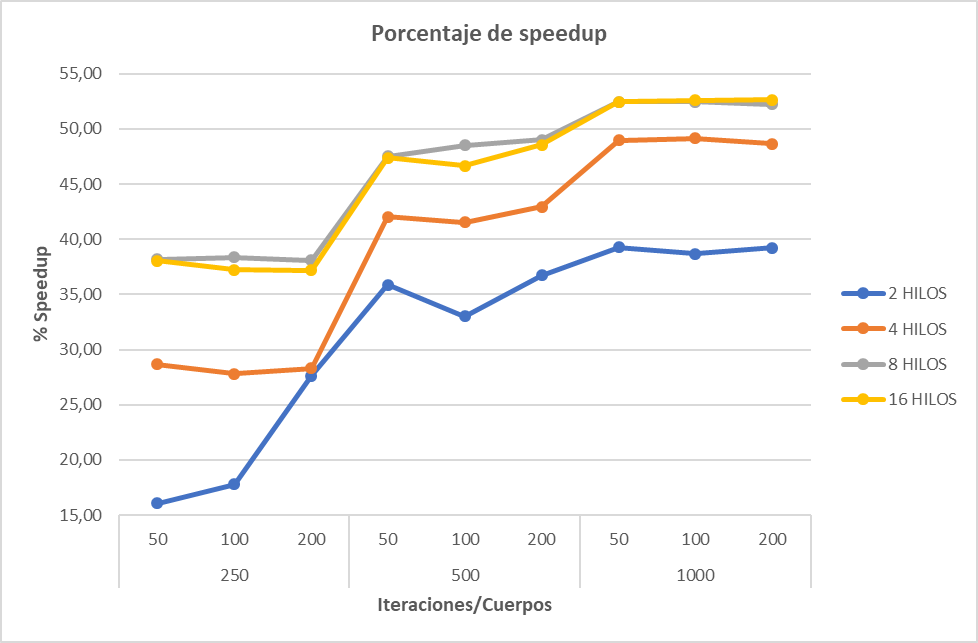 Porcentaje de speedup
% Speedup
55,00
50,00
45,00
40,00
35,00
30,00
25,00
20,00
15,00
50 100 200 50 100 200 50 100 200
250 500 1000
Iteraciones/Cuerpos
2 HILOS
4 HILOS
8 HILOS
16 HILOS